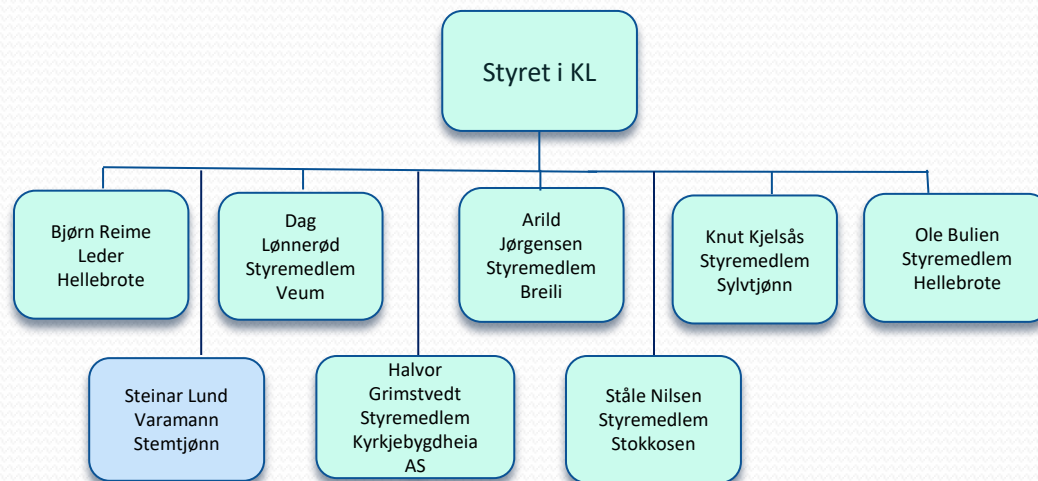 Styret i KL
Bjørn Reime
Leder
Hellebrote
Dag
Lønnerød
Styremedlem
Veum
Arild
Jørgensen
Styremedlem
Breili
Knut Kjelsås
Styremedlem
Sylvtjønn
Ole Bulien
Styremedlem
Hellebrote
Steinar Lund
Varamann
Stemtjønn
Halvor
Grimstvedt
Styremedlem
Kyrkjebygdheia
AS
Ståle Nilsen
Styremedlem
Stokkosen